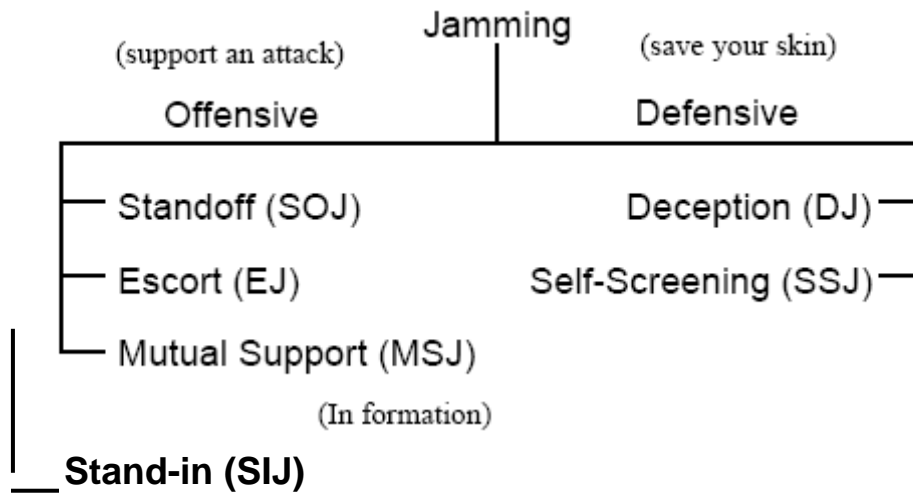 Jamming
(support an attack)
(save your skin)
Offensive
Defensive
Standoff (SOJ)
Deception (DJ)
Escort (EJ)
Self-Screening (SSJ)
Mutual Support (MSJ)
(In formation)
Stand-in (SIJ)